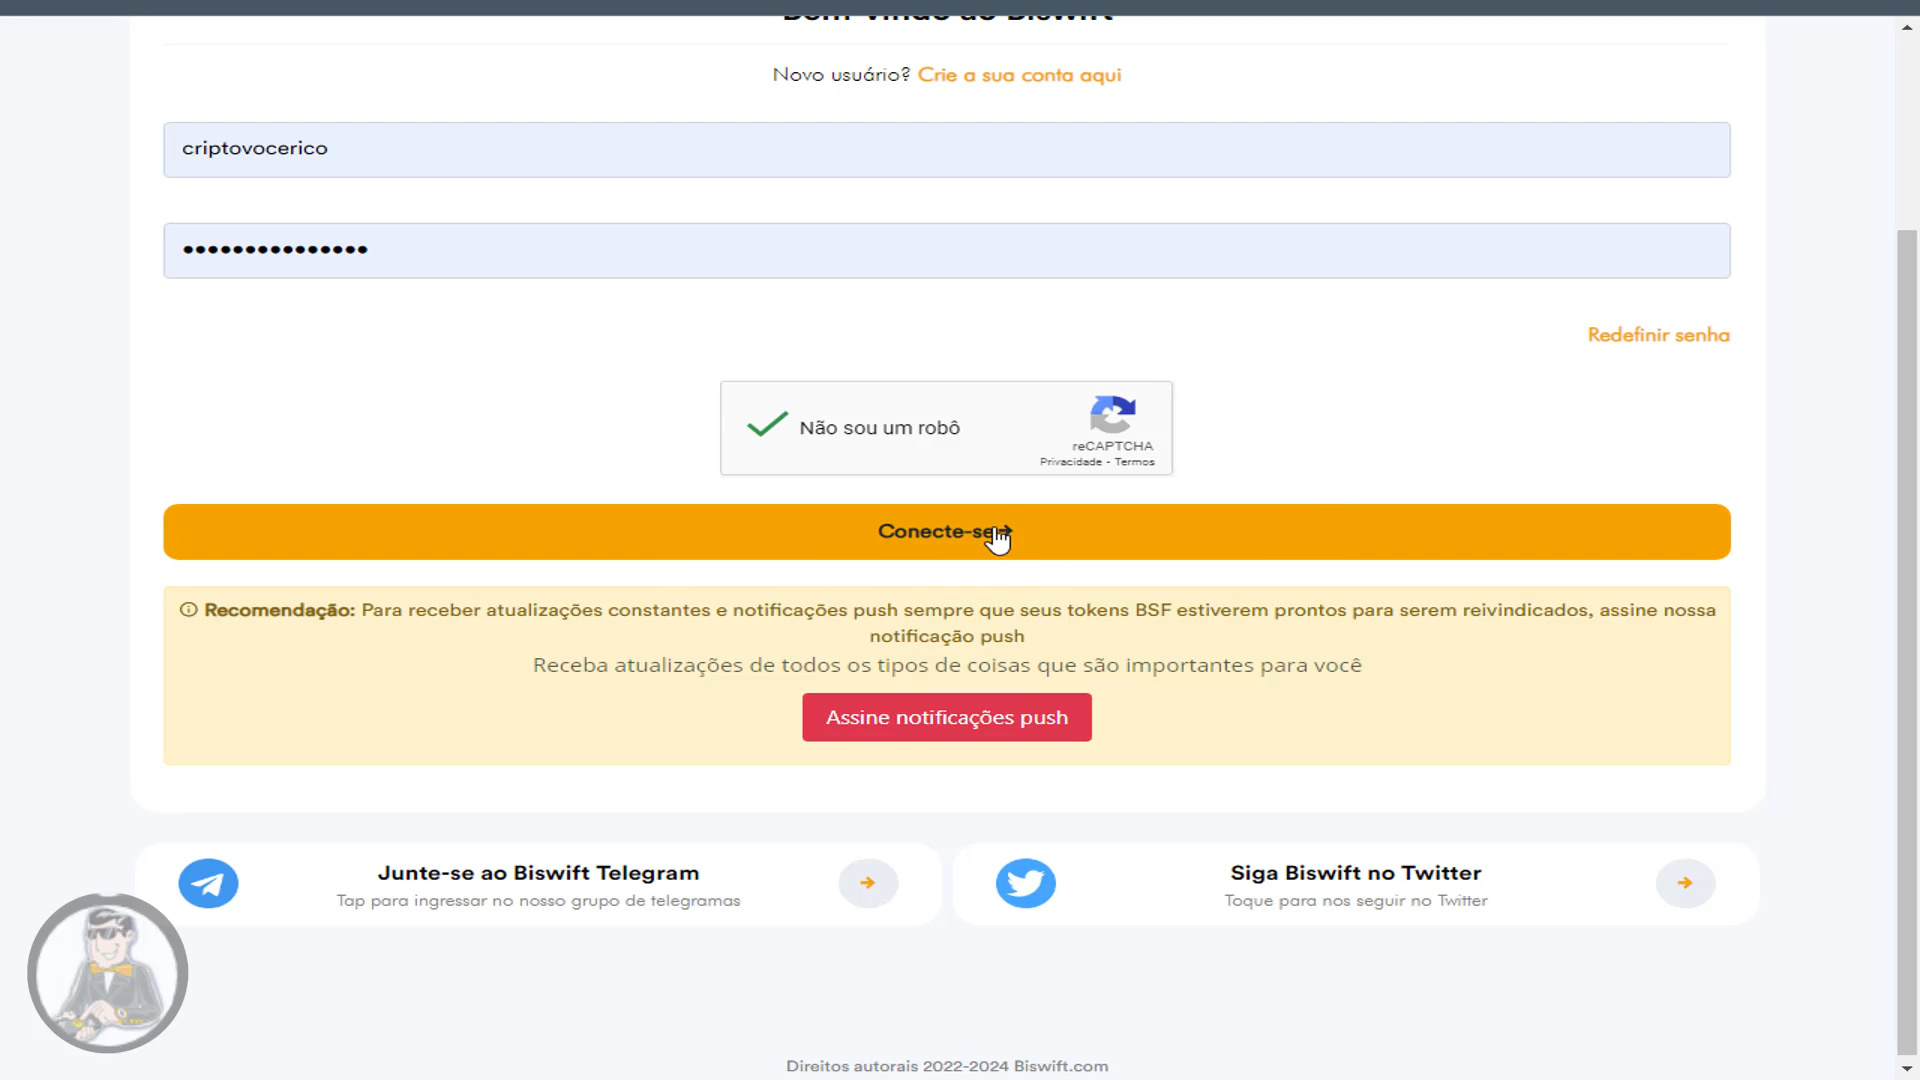 Bem-vindo ao Biswift
Novo usuário? Crie a sua conta aqui
criptovocerico
•••••••••••••••
Redefinir senha
Não sou um robô
reCAPTCHA
Privacidade - Termos
Conecte-se→
Recomendação: Para receber atualizações constantes e notificações push sempre que seus tokens BSF estiverem prontos para serem reivindicados, assine nossa
notificação push
Receba atualizações de todos os tipos de coisas que são importantes para você
Assine notificações push
Junte-se ao Biswift Telegram
Tap para ingressar no nosso grupo de telegramas
Siga Biswift no Twitter
Toque para nos seguir no Twitter
Direitos autorais 2022-2024 Biswift.com